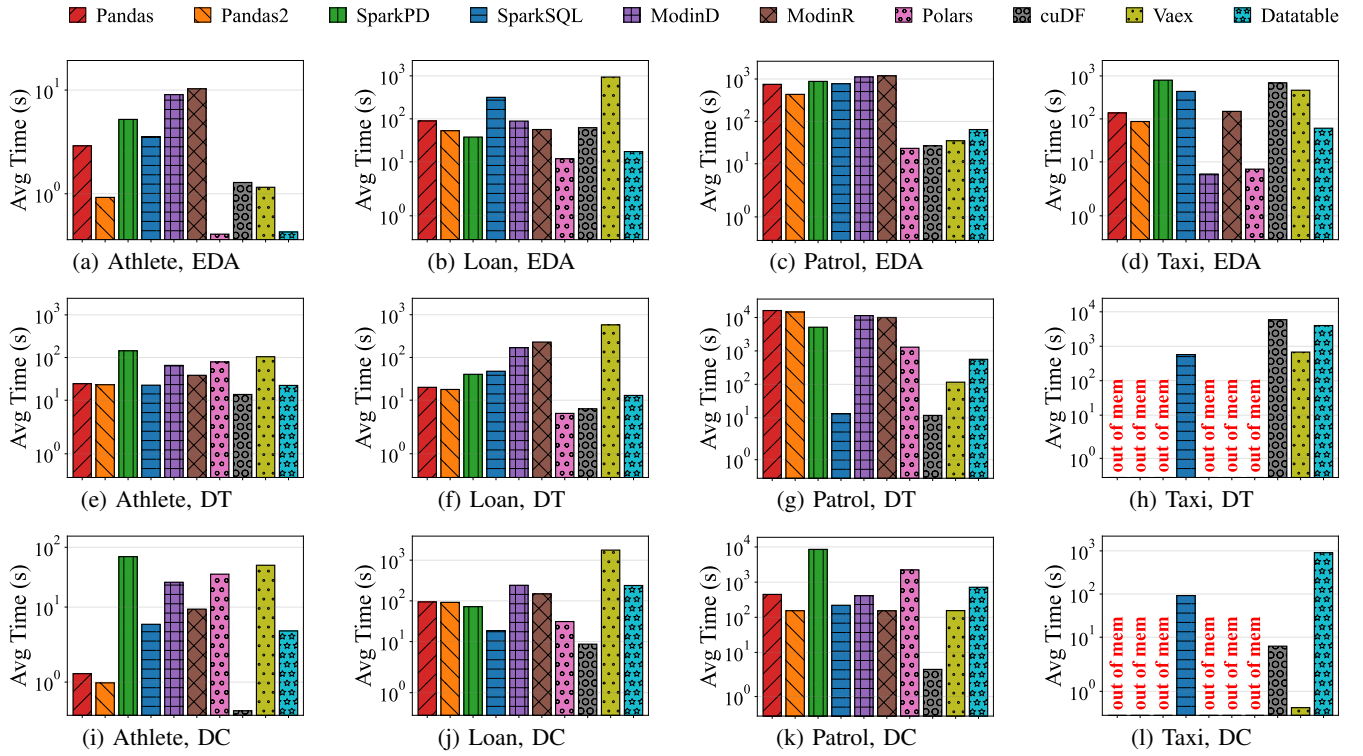 Pandas Pandas2 SparkPD SparkSQL ModinD ModinR Polars cuDF Vaex Datatable
Avg Time (s)
10^1
10^0
(a) Athlete, EDA
Avg Time (s)
10^3
10^2
10^1
10^0
(b) Loan, EDA
Avg Time (s)
10^3
10^2
10^1
10^0
(c) Patrol, EDA
Avg Time (s)
10^3
10^2
10^1
10^0
(d) Taxi, EDA
Avg Time (s)
10^3
10^2
10^1
10^0
(e) Athlete, DT
Avg Time (s)
10^3
10^2
10^1
10^0
(f) Loan, DT
Avg Time (s)
10^4
10^3
10^2
10^1
10^0
(g) Patrol, DT
Avg Time (s)
10^4
10^3
10^2
10^1
10^0
out of mem
out of mem
out of mem
out of mem
out of mem
out of mem
(h) Taxi, DT
Avg Time (s)
10^2
10^1
10^0
(i) Athlete, DC
Avg Time (s)
10^3
10^2
10^1
10^0
(j) Loan, DC
Avg Time (s)
10^4
10^3
10^2
10^1
10^0
(k) Patrol, DC
Avg Time (s)
10^3
10^2
10^1
10^0
out of mem
out of mem
out of mem
out of mem
out of mem
out of mem
(l) Taxi, DC